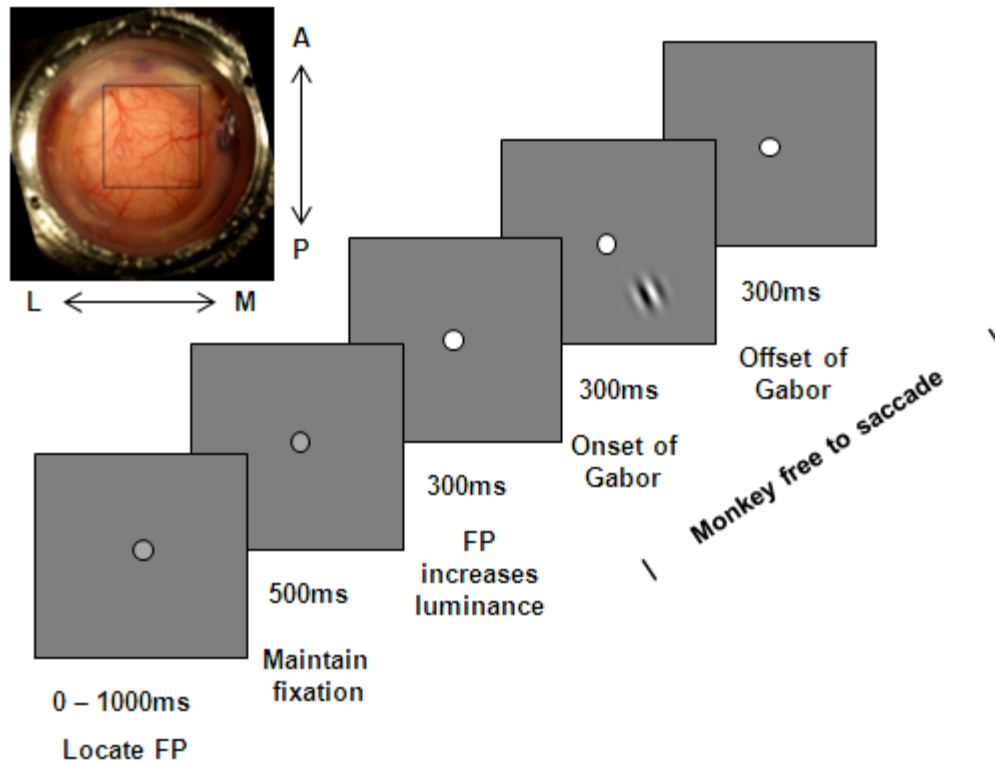 A
P
L
M
0 – 1000ms
Locate FP
500ms
Maintain
fixation
300ms
FP
increases
luminance
300ms
Onset of
Gabor
300ms
Offset of
Gabor
Monkey free to saccade